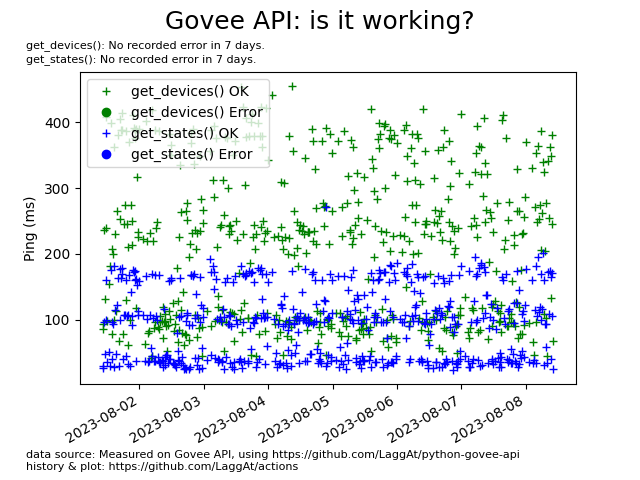 Govee API: is it working?
get_devices(): No recorded error in 7 days.
get_states(): No recorded error in 7 days.
get_devices() OK
get_devices() Error
get_states() OK
get_states() Error
400
300
200
100
Ping (ms)
2023-08-02
2023-08-03
2023-08-04
2023-08-05
2023-08-06
2023-08-07
2023-08-08
data source: Measured on Govee API, using https://github.com/LaggAt/python-govee-api
history & plot: https://github.com/LaggAt/actions